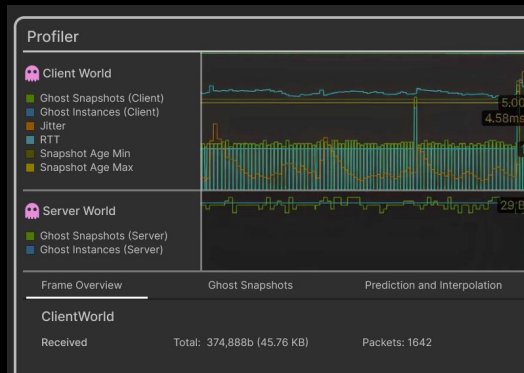 Profiler
Client World
Ghost Snapshots (Client)
Ghost Instances (Client)
Jitter
RTT
Snapshot Age Min
Snapshot Age Max
5.00
4.58ms
Server World
Ghost Snapshots (Server)
Ghost Instances (Server)
29
Frame Overview Ghost Snapshots Prediction and Interpolation
ClientWorld
Received Total: 374,888b (45.76 KB) Packets: 1642